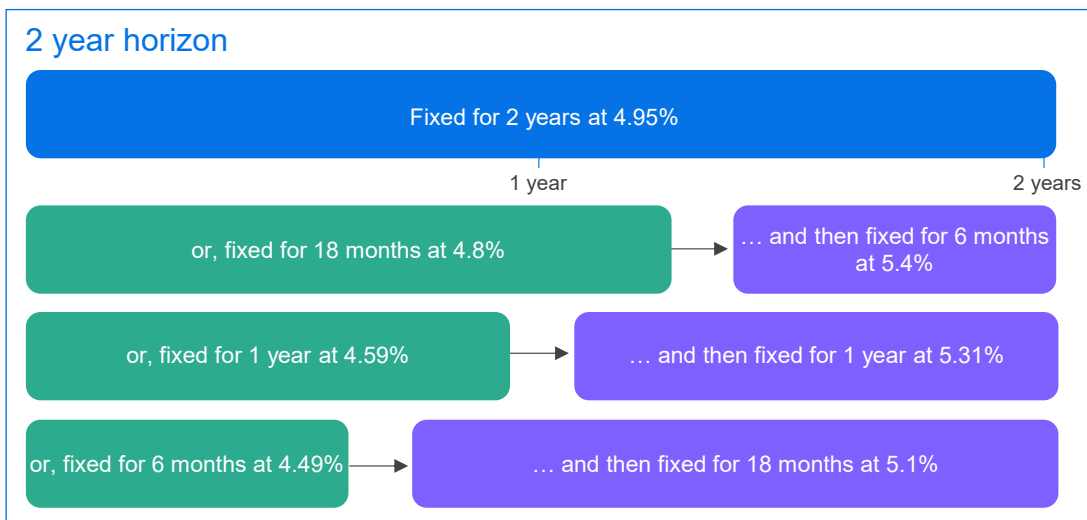 2 year horizon
Fixed for 2 years at 4.95%
1 year
2 years
or, fixed for 18 months at 4.8%
… and then fixed for 6 months
at 5.4%
or, fixed for 1 year at 4.59%
… and then fixed for 1 year at 5.31%
or, fixed for 6 months at 4.49%
… and then fixed for 18 months at 5.1%